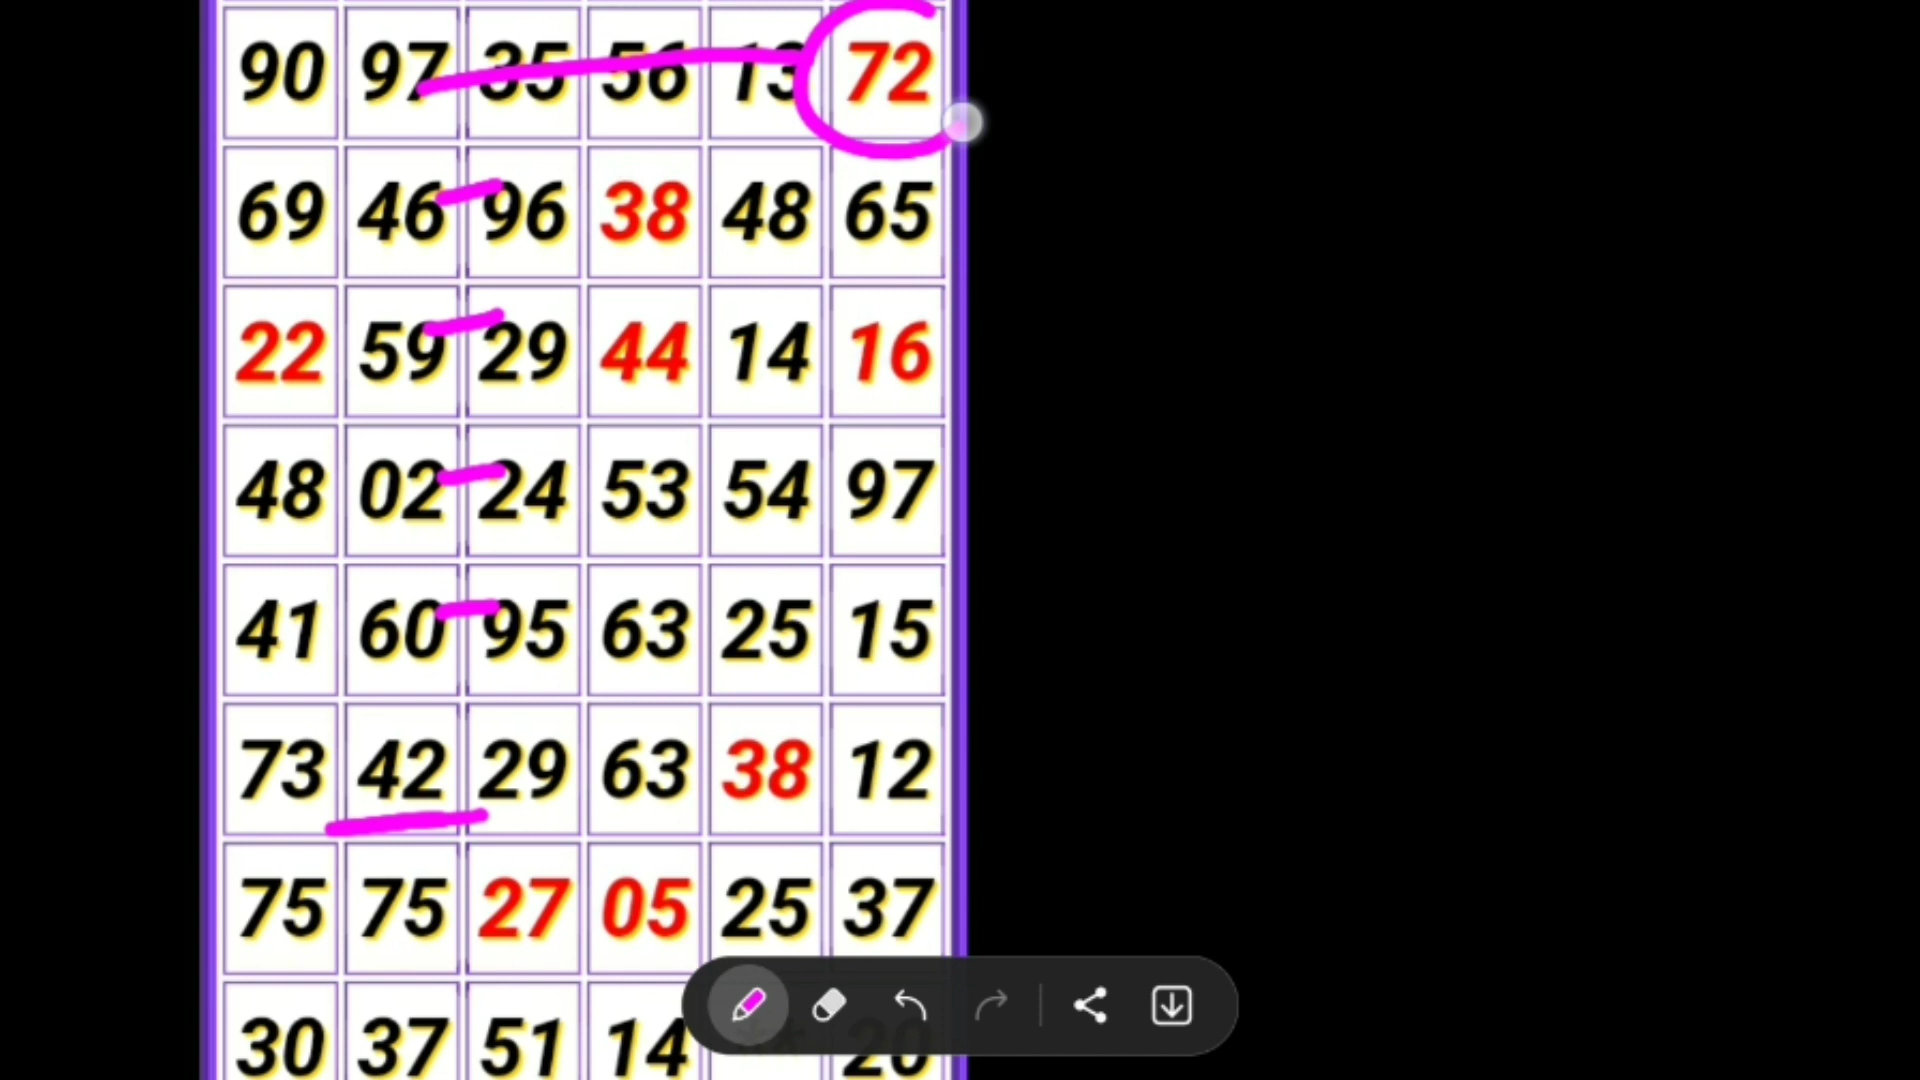 90 97 35 56 13 72
69 46 96 38 48 65
22 59 29 44 14 16
48 02 24 53 54 97
41 60 95 63 25 15
73 42 29 63 38 12
75 75 27 05 25 37
30 37 51 14 20